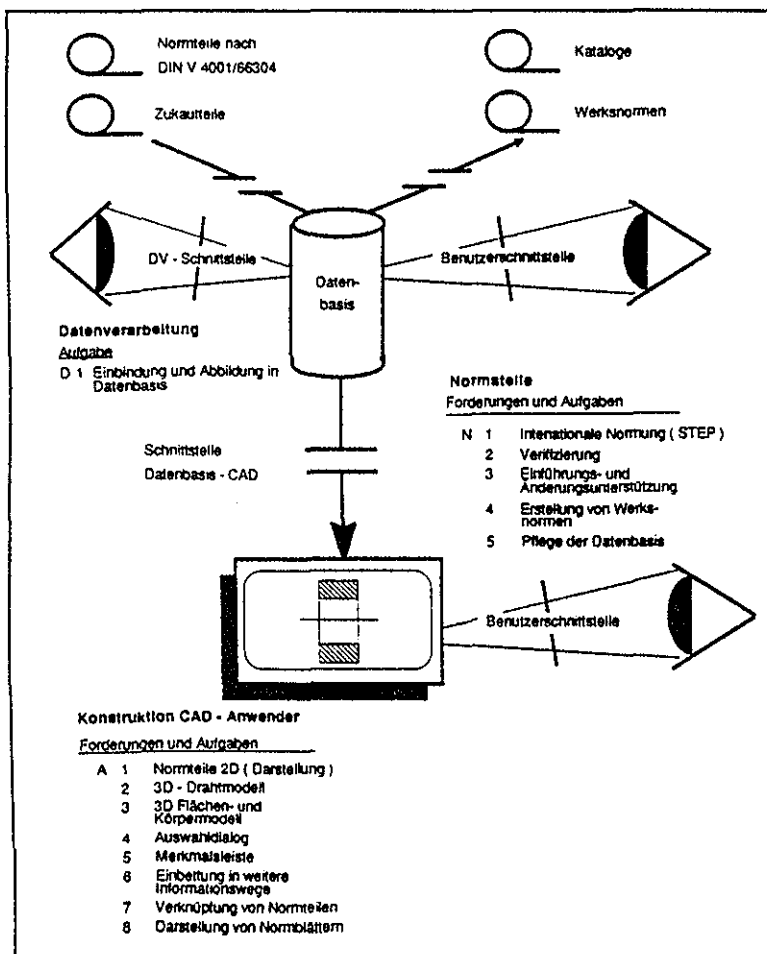 Normteile nach
DIN V 4001/66304
Zukaufteile
Kataloge
Werksnormen
DV - Schnittstelle
Daten-
basis
Benutzerschnittstelle
Datenverarbeitung
Aufgabe
D 1 Einbindung und Abbildung in
Datenbasis
Schnittstelle
Datenbasis - CAD
Normstelle
Forderungen und Aufgaben
N 1 Intenationale Normung ( STEP )
2 Verifizierung
3 Einführungs- und
Änderungsunterstützung
4 Erstellung von Werks-
normen
5 Pflege der Datenbasis
Benutzerschnittstelle
Konstruktion CAD - Anwender
Forderungen und Aufgaben
A 1 Normteile 2D ( Darstellung )
2 3D - Drahtmodell
3 3D Flächen- und
Körpermodell
4 Auswahldialog
5 Merkmalsleiste
6 Einbettung in weitere
Informationswege
7 Verknüpfung von Normteilen
8 Darstellung von Normblättern